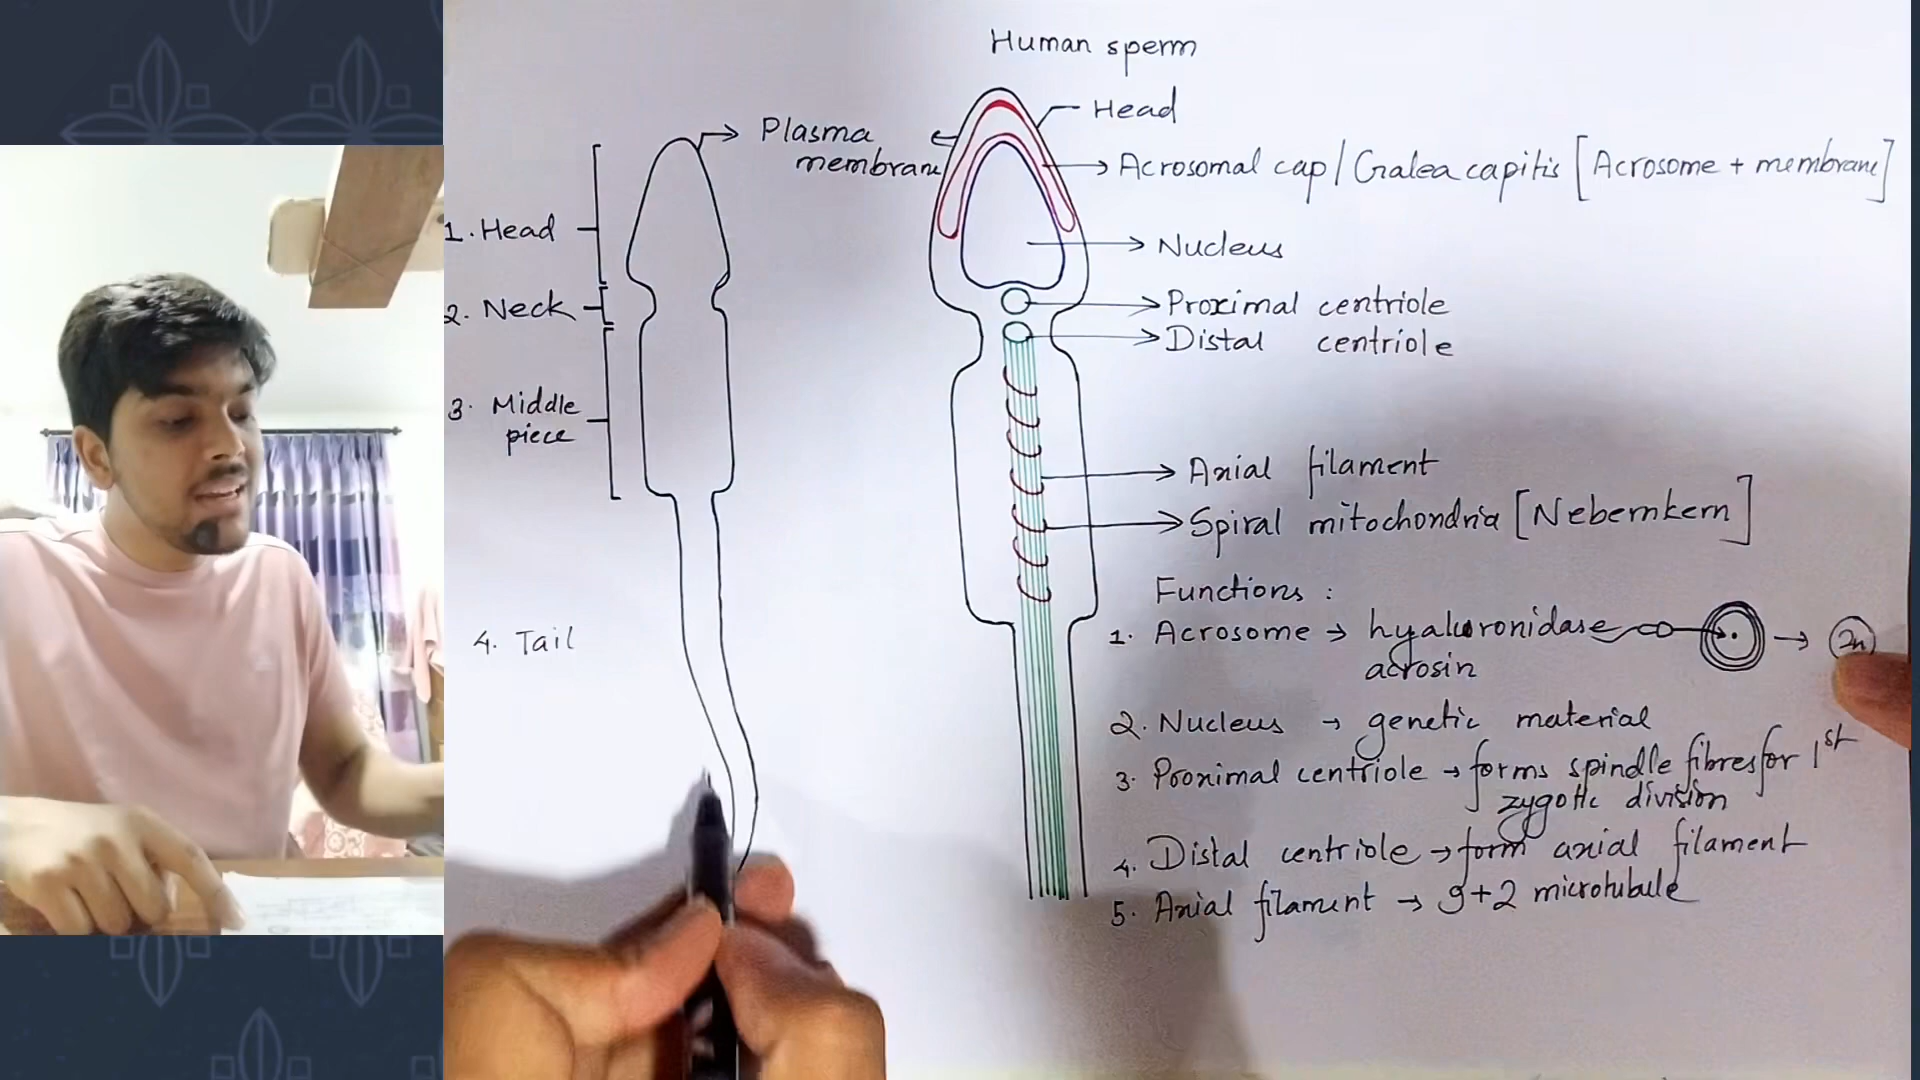 Human sperm
Head
Plasma
membrane
Acrosomal cap/Galea capitis [Acrosome + membrane]
1. Head
Nucleus
2. Neck
Proximal centriole
Distal centriole
3. Middle
piece
Axial filament
Spiral mitochondria [Nebernkern]
Functions :
1. Acrosome → hyaluronidase → 2n
acrosin
4. Tail
2. Nucleus → genetic material
3. Proximal centriole → forms spindle fibres for 1st
zygotic division
4. Distal centriole → form axial filament
5. Axial filament → 9+2 microtubule